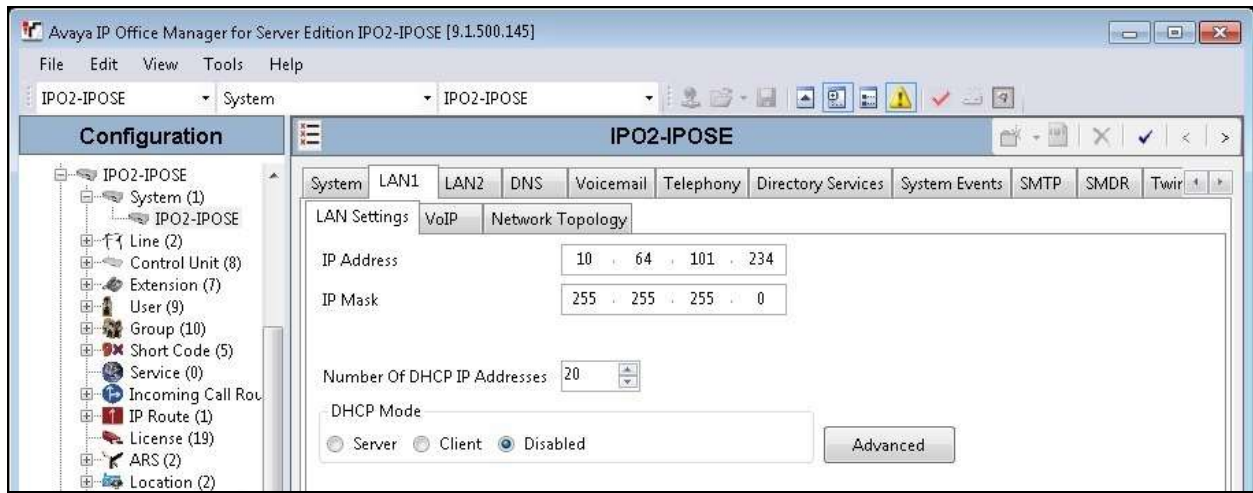 Avaya IP Office Manager for Server Edition IPO2-IPOSE [9.1.500.145]
File Edit View Tools Help
IPO2-IPOSE System IPO2-IPOSE
Configuration
IPO2-IPOSE
IPO2-IPOSE
System (1)
IPO2-IPOSE
Line (2)
Control Unit (8)
Extension (7)
User (9)
Group (10)
Short Code (5)
Service (0)
Incoming Call Rou
IP Route (1)
License (19)
ARS (2)
Location (2)
System LAN1 LAN2 DNS Voicemail Telephony Directory Services System Events SMTP SMDR Twin
LAN Settings VoIP Network Topology
IP Address 10 . 64 . 101 . 234
IP Mask 255 . 255 . 255 . 0
Number Of DHCP IP Addresses 20
DHCP Mode
Server Client Disabled
Advanced